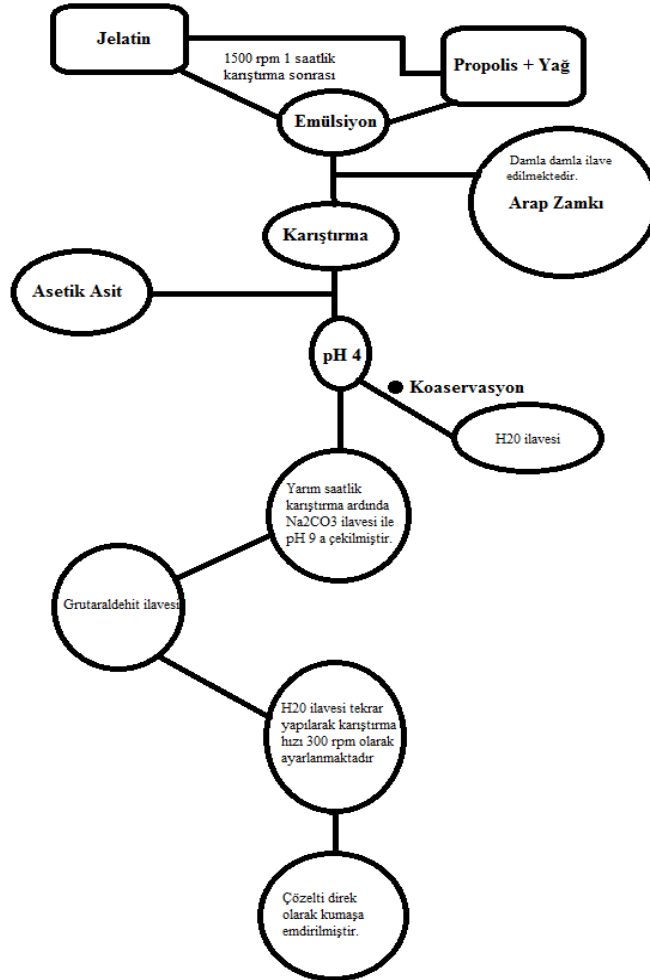 Jelatin
1500 rpm 1 saatlik
karıştırma sonrası
Propolis + Yağ
Emülsiyon
Damla damla ilave
edilmektedir.
Arap Zamkı
Karıştırma
Asetik Asit
pH 4
Koaservasyon
H20 ilavesi
Yarım saatlik
karıştırma ardında
Na2CO3 ilavesi ile
pH 9 a çekilmiştir.
Grutaraldehit ilavesi
H20 ilavesi tekrar
yapılarak karıştırma
hızı 300 rpm olarak
ayarlanmaktadır
Çözelti direk
olarak kumaşa
emdirilmiştir.